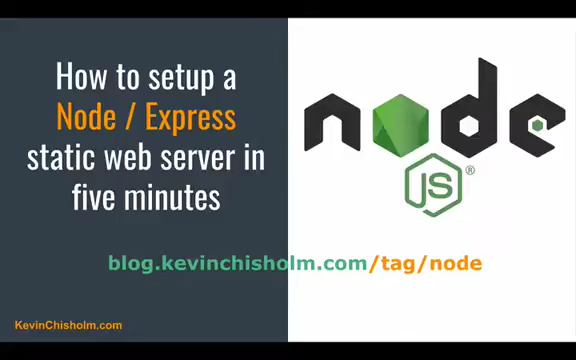 How to setup a
Node / Express
static web server in
five minutes
node
JS®
blog.kevinchisholm.com/tag/node
KevinChisholm.com